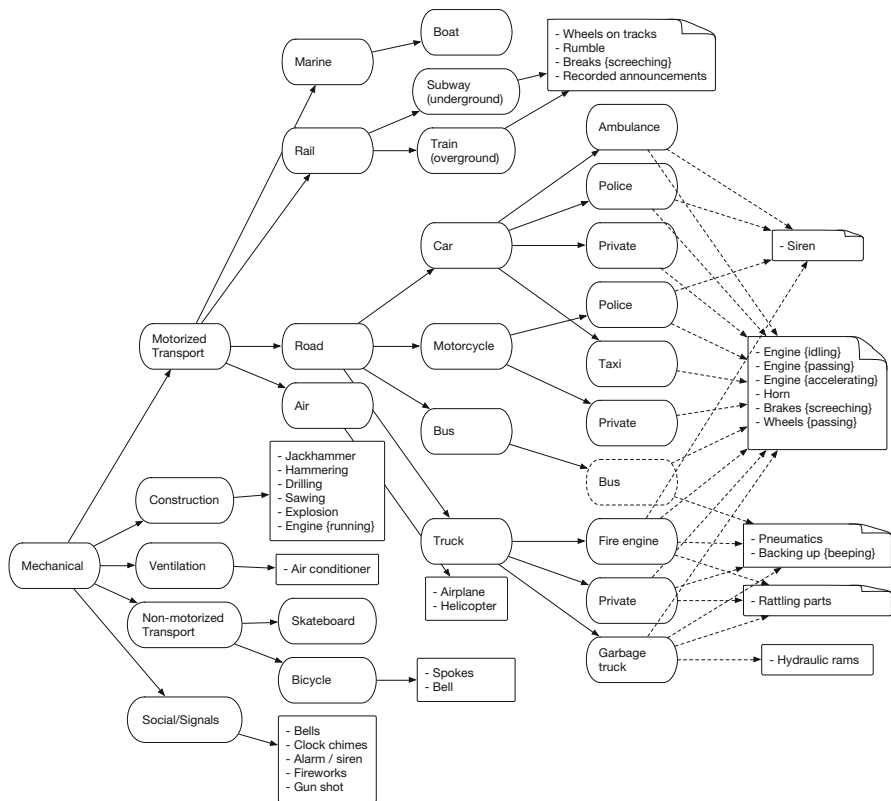 Boat
Marine
- Wheels on tracks
- Rumble
- Breaks {screeching}
- Recorded announcements
Subway
(underground)
Rail
Train
(overground)
Ambulance
Police
Car
Private
- Siren
Police
Motorized
Transport
Road
Motorcycle
Taxi
- Engine {idling}
- Engine {passing}
- Engine {accelerating}
- Horn
- Brakes {screeching}
- Wheels {passing}
Air
Private
Bus
Bus
- Jackhammer
- Hammering
- Drilling
- Sawing
- Explosion
- Engine {running}
Construction
Truck
Fire engine
- Pneumatics
- Backing up {beeping}
Mechanical
Ventilation
- Air conditioner
- Airplane
- Helicopter
Private
- Rattling parts
Non-motorized
Transport
Skateboard
Garbage
truck
- Hydraulic rams
Bicycle
- Spokes
- Bell
Social/Signals
- Bells
- Clock chimes
- Alarm / siren
- Fireworks
- Gun shot